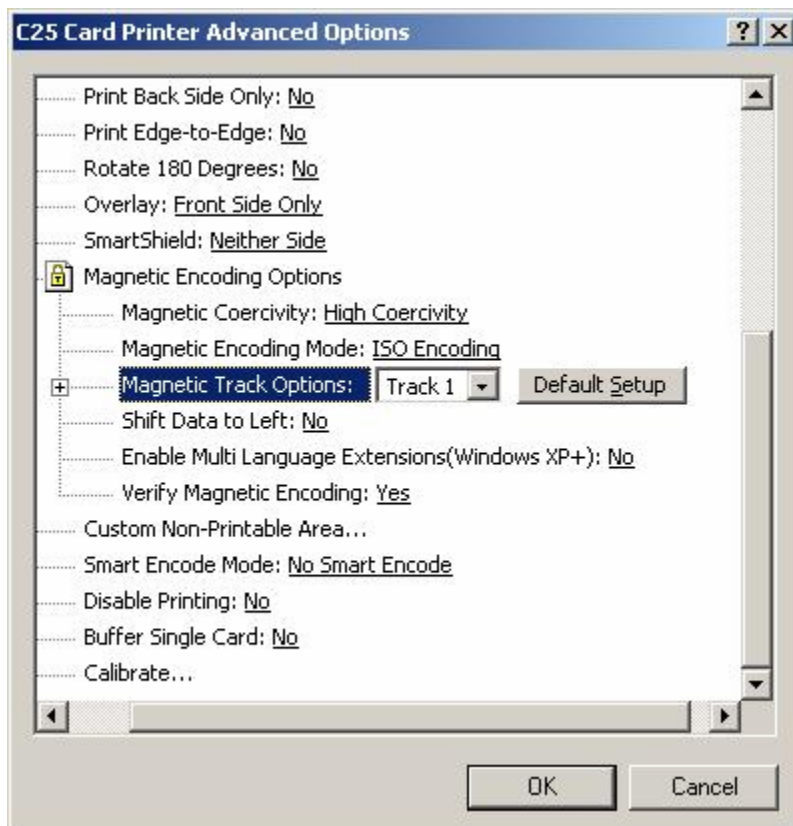 C25 Card Printer Advanced Options
Print Back Side Only: No
Print Edge-to-Edge: No
Rotate 180 Degrees: No
Overlay: Front Side Only
SmartShield: Neither Side
Magnetic Encoding Options
Magnetic Coercivity: High Coercivity
Magnetic Encoding Mode: ISO Encoding
Magnetic Track Options: Track 1 Default Setup
Shift Data to Left: No
Enable Multi Language Extensions(Windows XP+): No
Verify Magnetic Encoding: Yes
Custom Non-Printable Area...
Smart Encode Mode: No Smart Encode
Disable Printing: No
Buffer Single Card: No
Calibrate...
OK Cancel